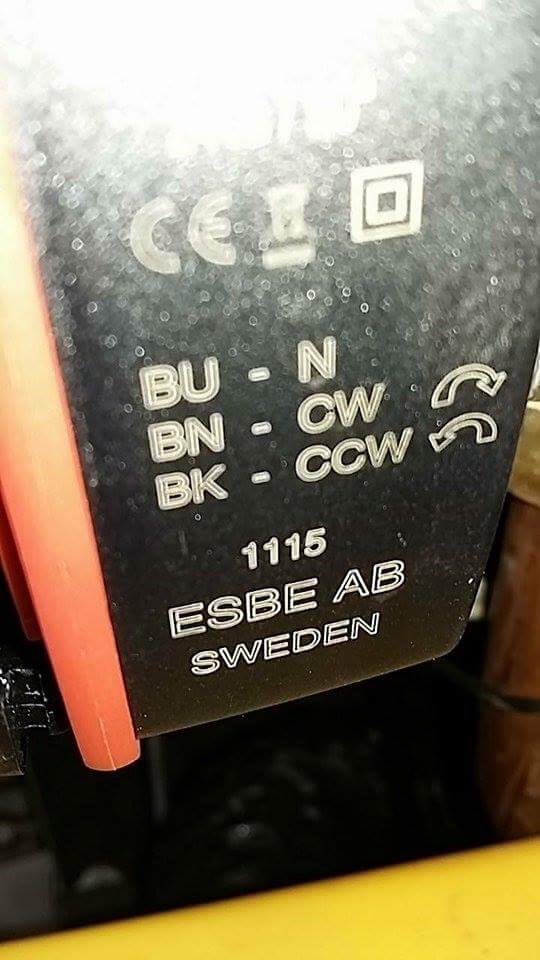 CE
BU - N
BN - CW
BK - CCW
1115
ESBE AB
SWEDEN